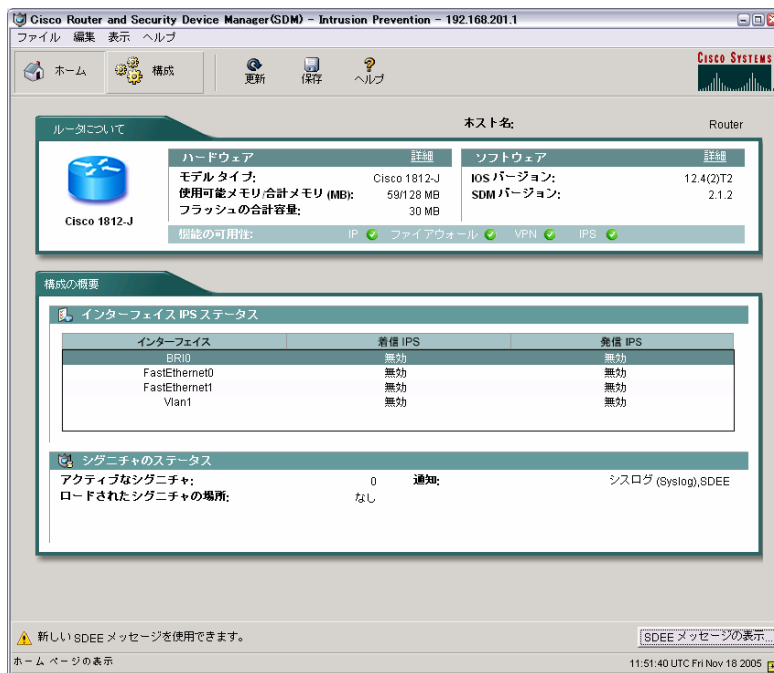 Cisco Router and Security Device Manager(SDM) - Intrusion Prevention - 192.168.201.1
ファイル 編集 表示 ヘルプ
ホーム 構成 更新 保存 ヘルプ
CISCO SYSTEMS
ルータについて ホスト名: Router
ハードウェア 詳細 ソフトウェア 詳細
モデル タイプ: Cisco 1812-J IOS バージョン: 12.4(2)T2
使用可能メモリ/合計メモリ (MB): 59/128 MB SDM バージョン: 2.1.2
フラッシュの合計容量: 30 MB
Cisco 1812-J
機能の可用性: IP ファイアウォール VPN IPS
構成の概要
インターフェイス IPS ステータス
インターフェイス 着信 IPS 発信 IPS
BRI0 無効 無効
FastEthernet0 無効 無効
FastEthernet1 無効 無効
Vlan1 無効 無効
シグニチャのステータス
アクティブなシグニチャ: 0 通知: シスログ (Syslog),SDEE
ロードされたシグニチャの場所: なし
新しい SDEE メッセージを使用できます。 SDEE メッセージの表示...
ホーム ページの表示 11:51:40 UTC Fri Nov 18 2005